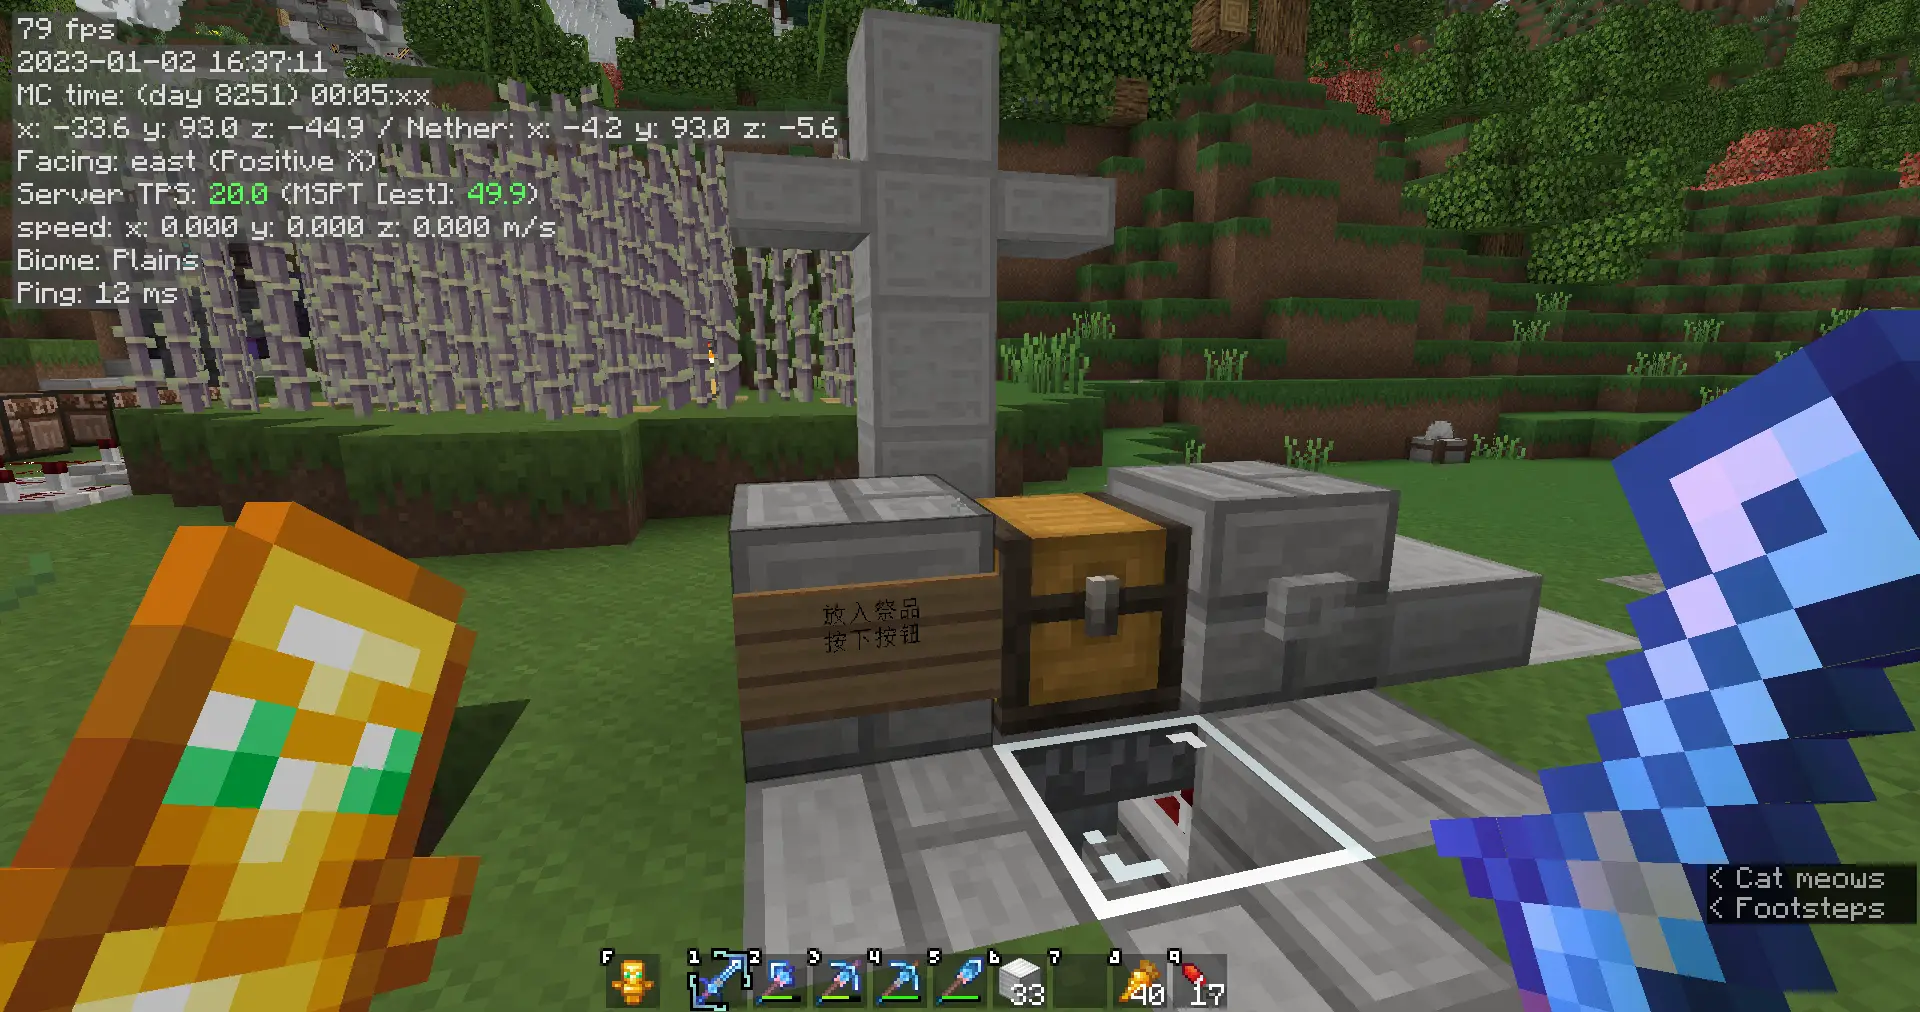 79 fps
2023-01-02 16:37:11
MC time: (day 8251) 00:05:xx
x: -33.6 y: 93.0 z: -44.9 / Nether: x: -4.2 y: 93.0 z: -5.6
Facing: east (Positive X)
Server TPS: 20.0 (MSPT [est]: 49.9)
speed: x: 0.000 y: 0.000 z: 0.000 m/s
Biome: Plains
Ping: 12 ms
放入祭品
按下按钮
< Cat meows
< Footsteps
F 1 2 3 4 5 6 7 8 9
33 40 17